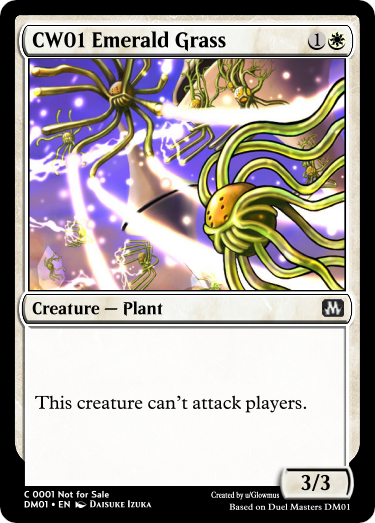 CW01 Emerald Grass 1
Creature — Plant
This creature can't attack players.
3/3
C 0001 Not for Sale
DM01 • EN Daisuke Izuka
Created by u/Glowmus
Based on Duel Masters DM01